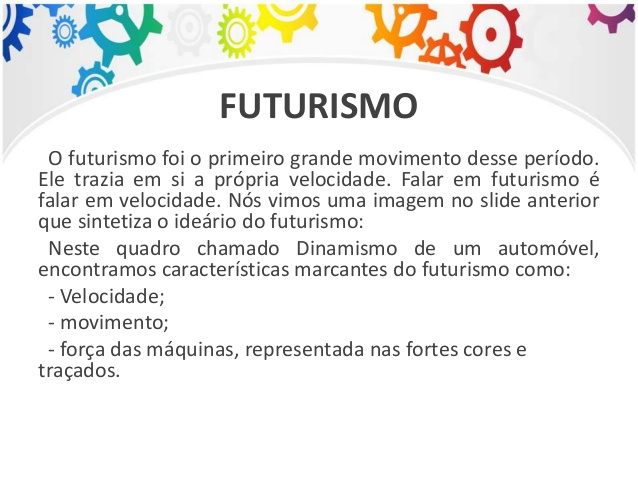 FUTURISMO
O futurismo foi o primeiro grande movimento desse período.
Ele trazia em si a própria velocidade. Falar em futurismo é
falar em velocidade. Nós vimos uma imagem no slide anterior
que sintetiza o ideário do futurismo:
Neste quadro chamado Dinamismo de um automóvel,
encontramos características marcantes do futurismo como:
- Velocidade;
- movimento;
- força das máquinas, representada nas fortes cores e
traçados.